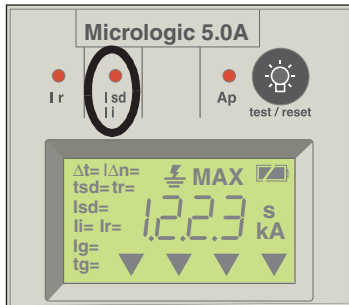 Micrologic 5.0A
Ir Isd Ap
Ii test / reset
Δt= IΔn= MAX
tsd= tr=
Isd= 1.2.2.3 s
Ii= Ir= kA
Ig=
tg=